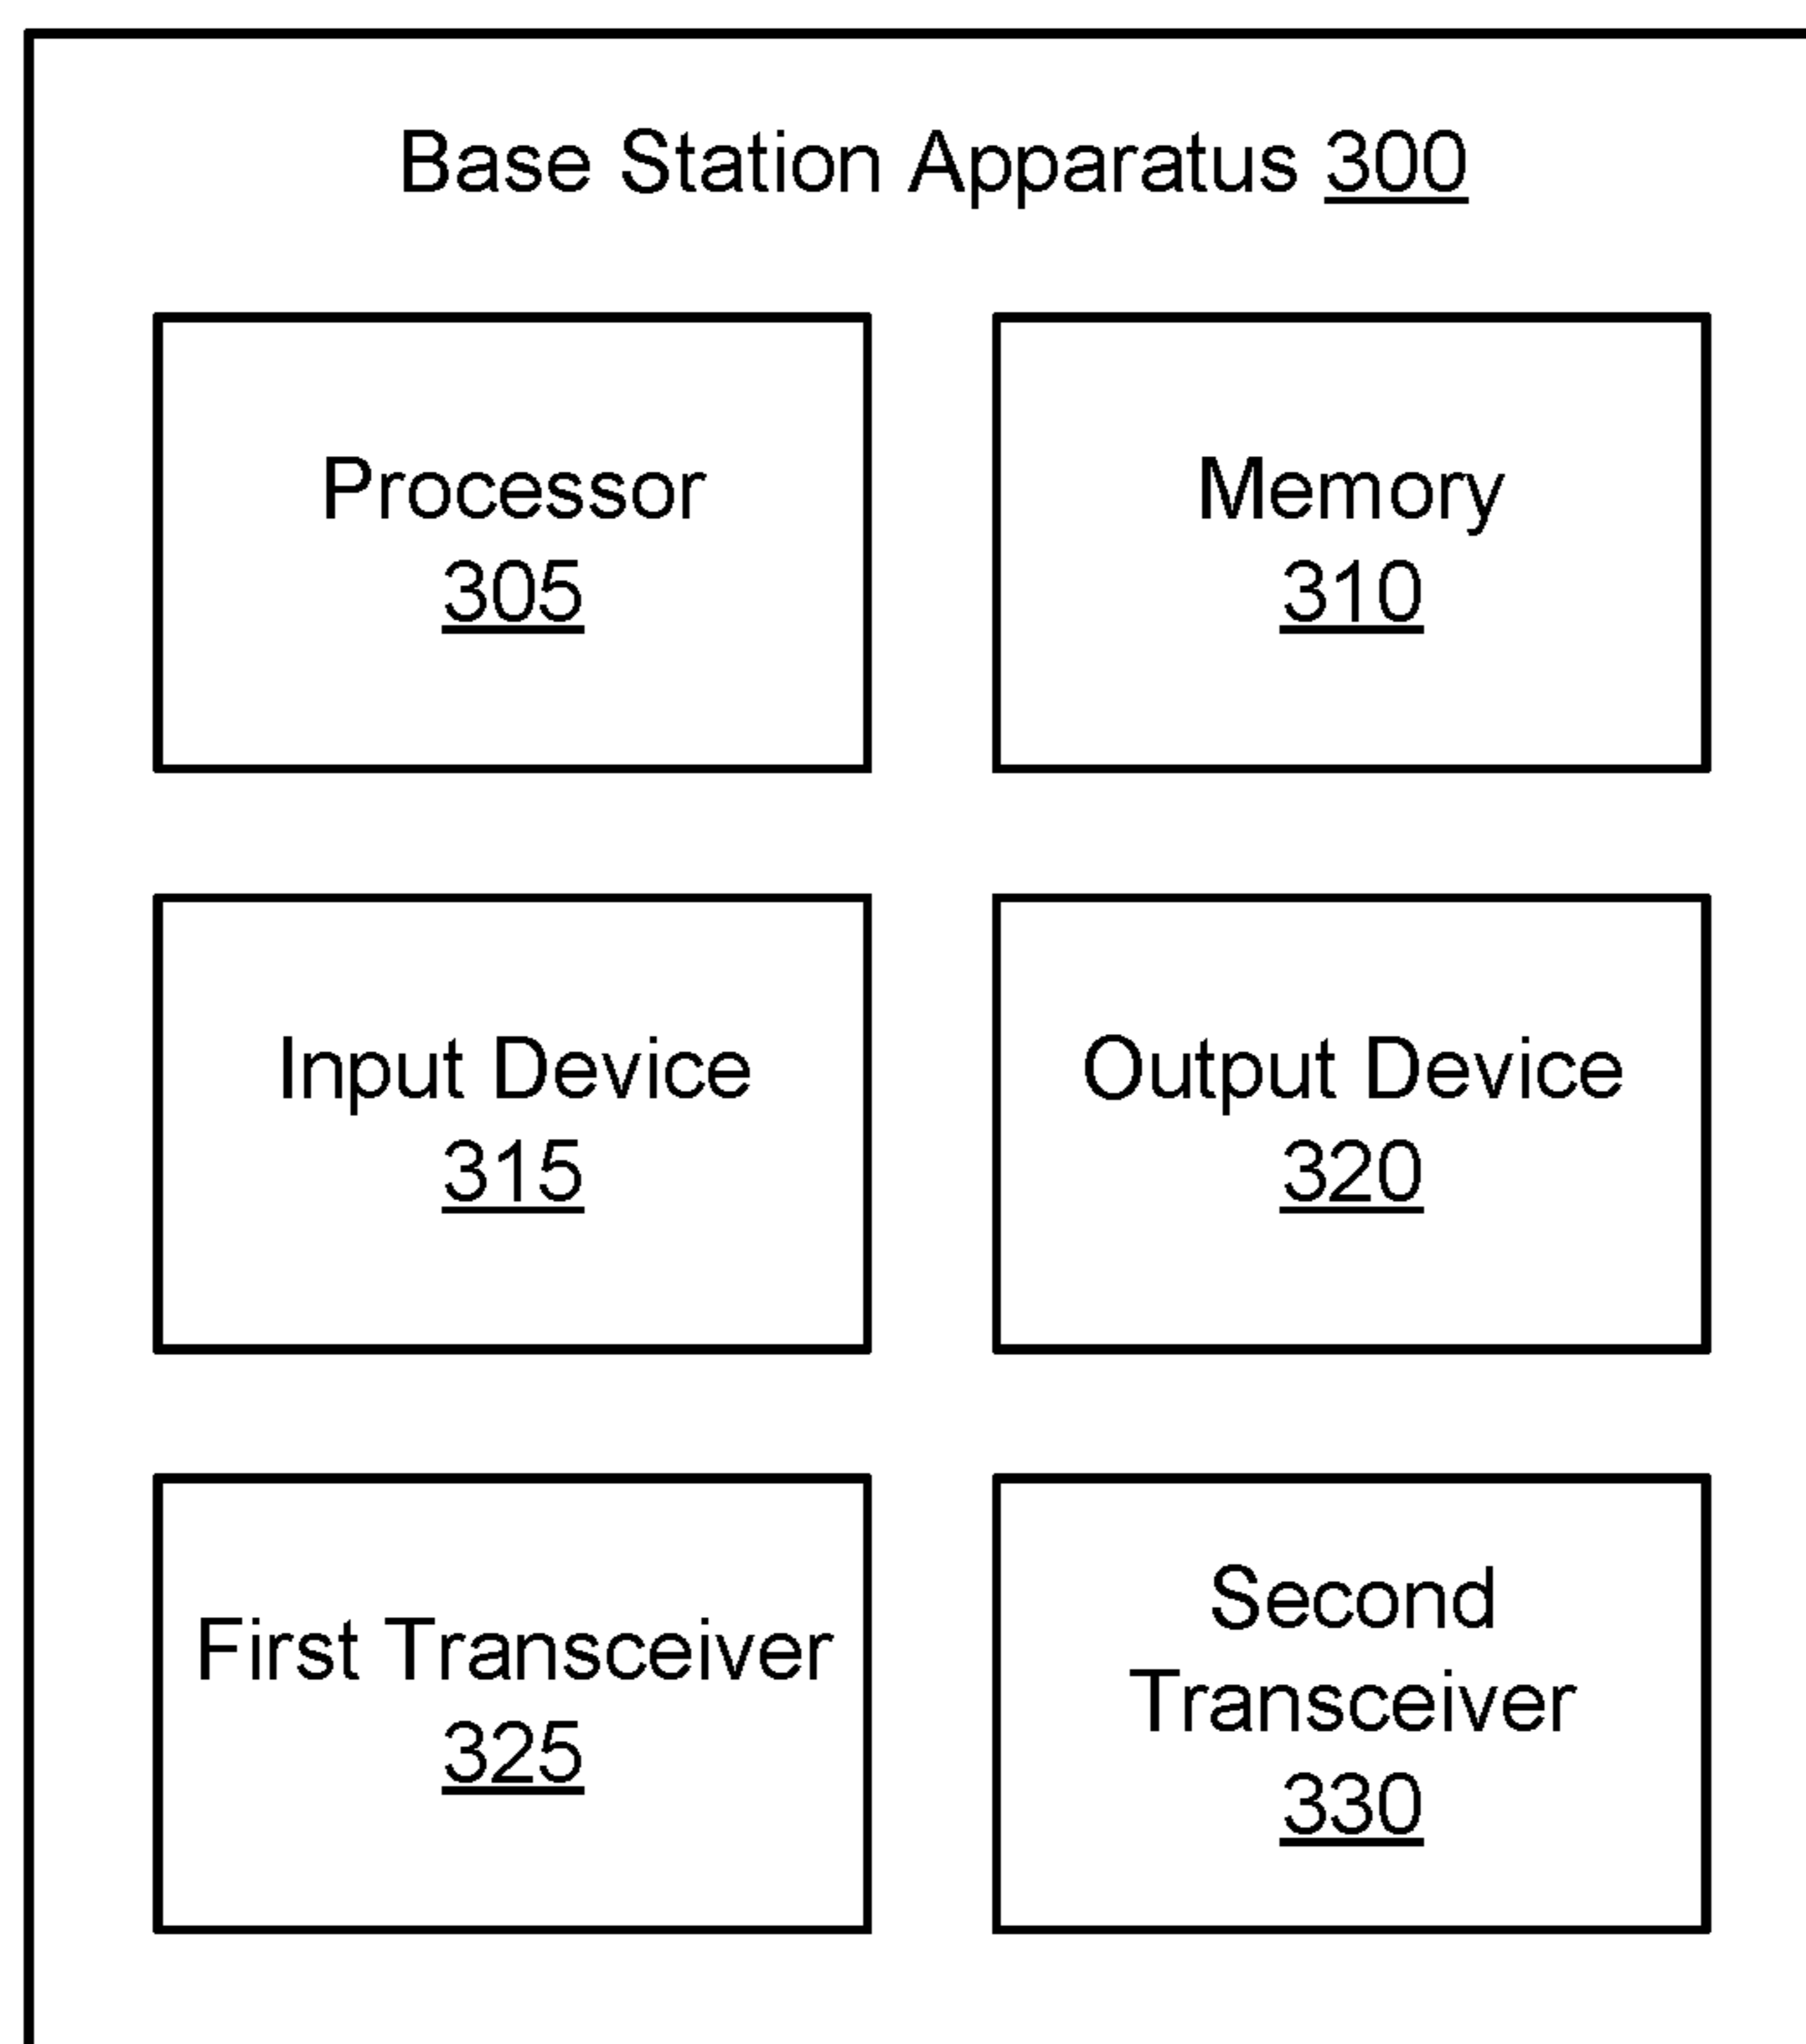 Base Station Apparatus 300
Processor
305
Memory
310
Input Device
315
Output Device
320
First Transceiver
325
Second
Transceiver
330